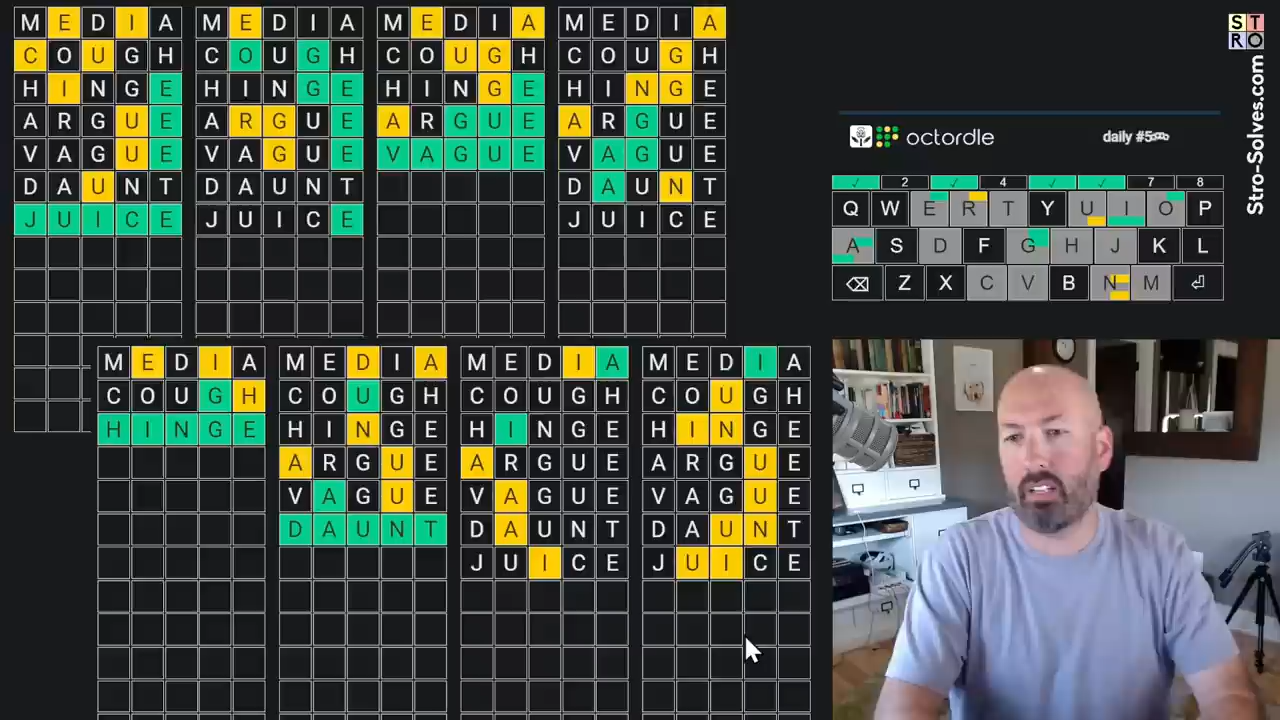 MEDIA MEDIA MEDIA MEDIA
COUGH COUGH COUGH COUGH
HINGE HINGE HINGE HINGE
ARGUE ARGUE ARGUE ARGUE
VAGUE VAGUE VAGUE VAGUE
DAUNT DAUNT DAUNT
JUICE JUICE JUICE
MEDIA MEDIA MEDIA MEDIA
COUGH COUGH COUGH COUGH
HINGE HINGE HINGE HINGE
ARGUE ARGUE ARGUE
VAGUE VAGUE VAGUE
DAUNT DAUNT DAUNT
JUICE JUICE
ST
RO
Stro-Solves.com
octordle
daily #5
✓ 2 ✓ 4 ✓ ✓ 7 8
Q W E R T Y U I O P
A S D F G H J K L
Z X C V B N M